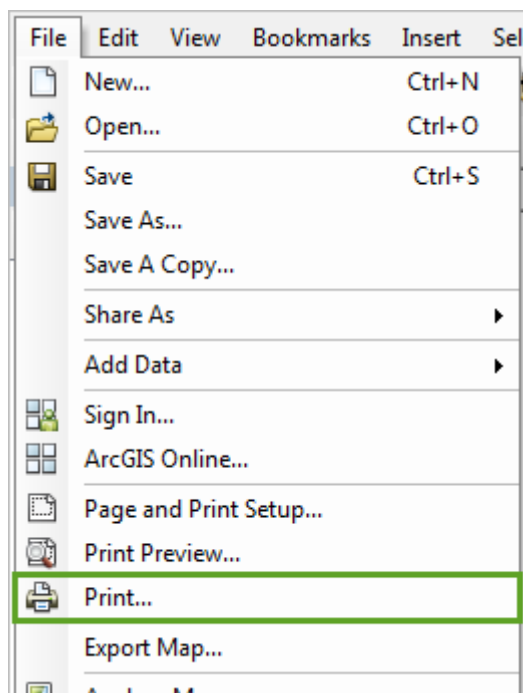 File Edit View Bookmarks Insert Sel
New... Ctrl+N
Open... Ctrl+O
Save Ctrl+S
Save As...
Save A Copy...
Share As
Add Data
Sign In...
ArcGIS Online...
Page and Print Setup...
Print Preview...
Print...
Export Map...